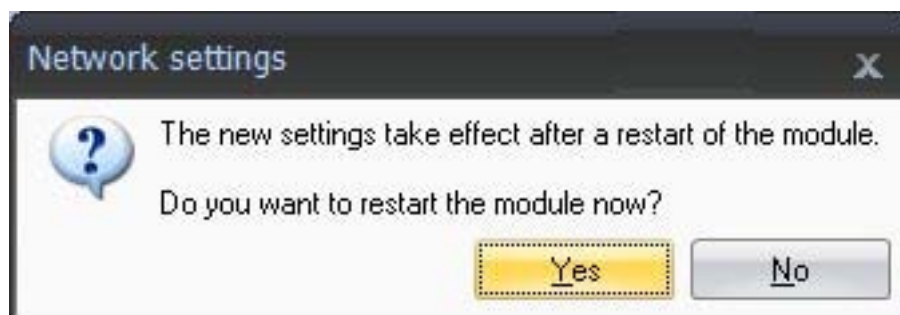 Network settings
x
The new settings take effect after a restart of the module.
Do you want to restart the module now?
Yes
No